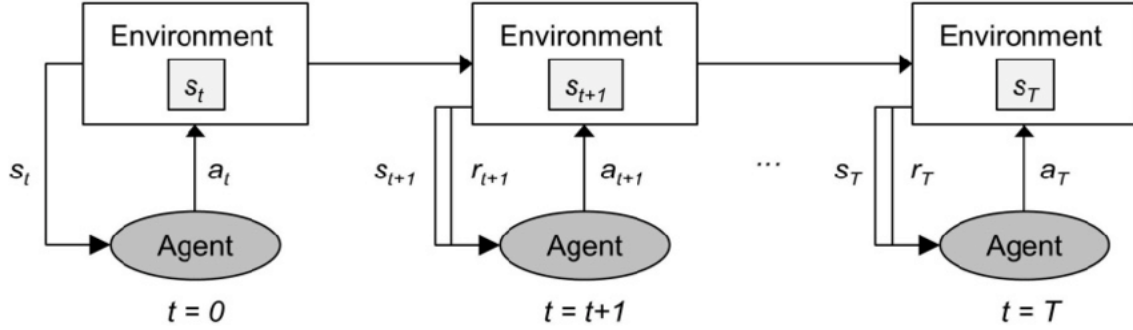 Environment Environment Environment
s_t s_{t+1} s_T
s_t a_t s_{t+1} r_{t+1} a_{t+1} ... s_T r_T a_T
Agent Agent Agent
t = 0 t = t+1 t = T